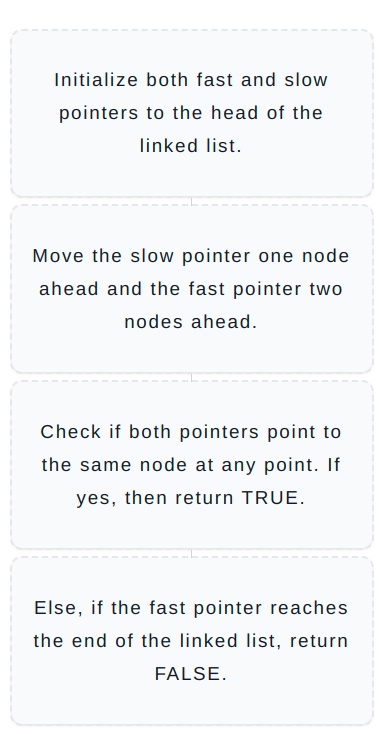 Initialize both fast and slow
pointers to the head of the
linked list.
Move the slow pointer one node
ahead and the fast pointer two
nodes ahead.
Check if both pointers point to
the same node at any point. If
yes, then return TRUE.
Else, if the fast pointer reaches
the end of the linked list, return
FALSE.